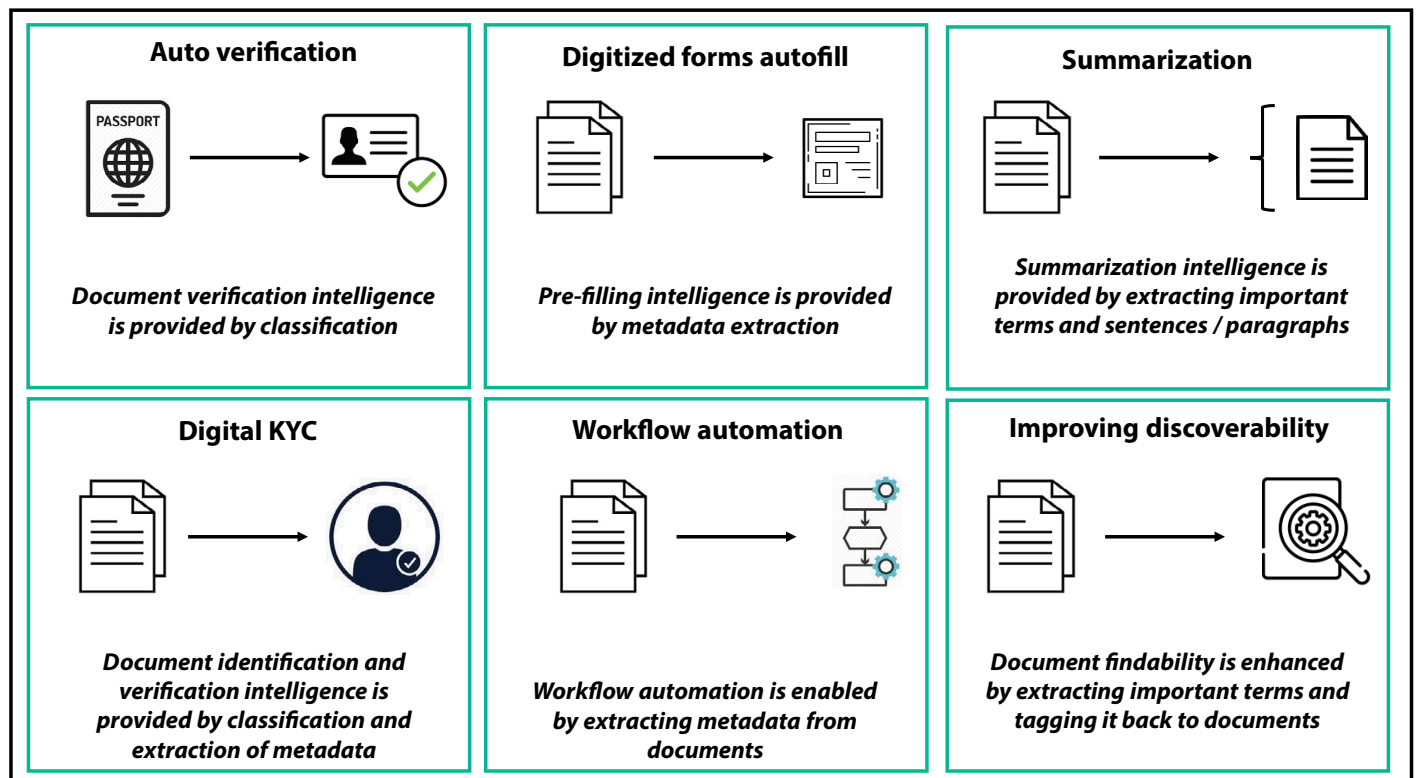 Auto verification
PASSPORT
Document verification intelligence
is provided by classification
Digitized forms autofill
Pre-filling intelligence is provided
by metadata extraction
Summarization
Summarization intelligence is
provided by extracting important
terms and sentences / paragraphs
Digital KYC
Document identification and
verification intelligence is
provided by classification and
extraction of metadata
Workflow automation
Workflow automation is enabled
by extracting metadata from
documents
Improving discoverability
Document findability is enhanced
by extracting important terms and
tagging it back to documents